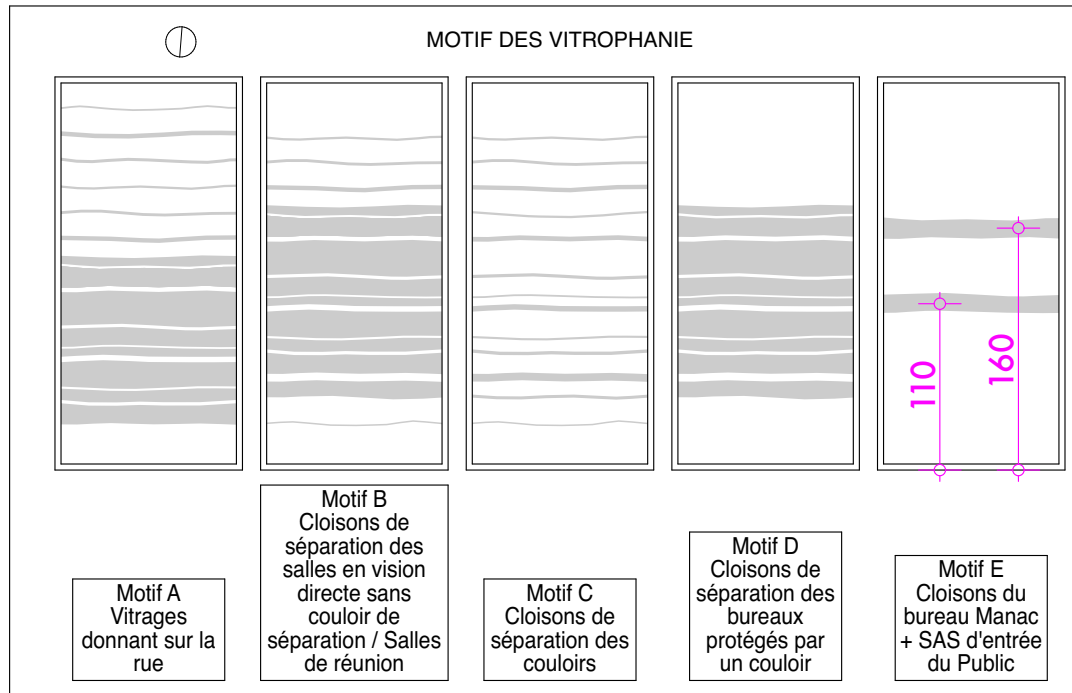 MOTIF DES VITROPHANIE
110
160
Motif A
Vitrages
donnant sur la
rue
Motif B
Cloisons de
séparation des
salles en vision
directe sans
couloir de
séparation / Salles
de réunion
Motif C
Cloisons de
séparation des
couloirs
Motif D
Cloisons de
séparation des
bureaux
protégés par
un couloir
Motif E
Cloisons du
bureau Manac
+ SAS d'entrée
du Public